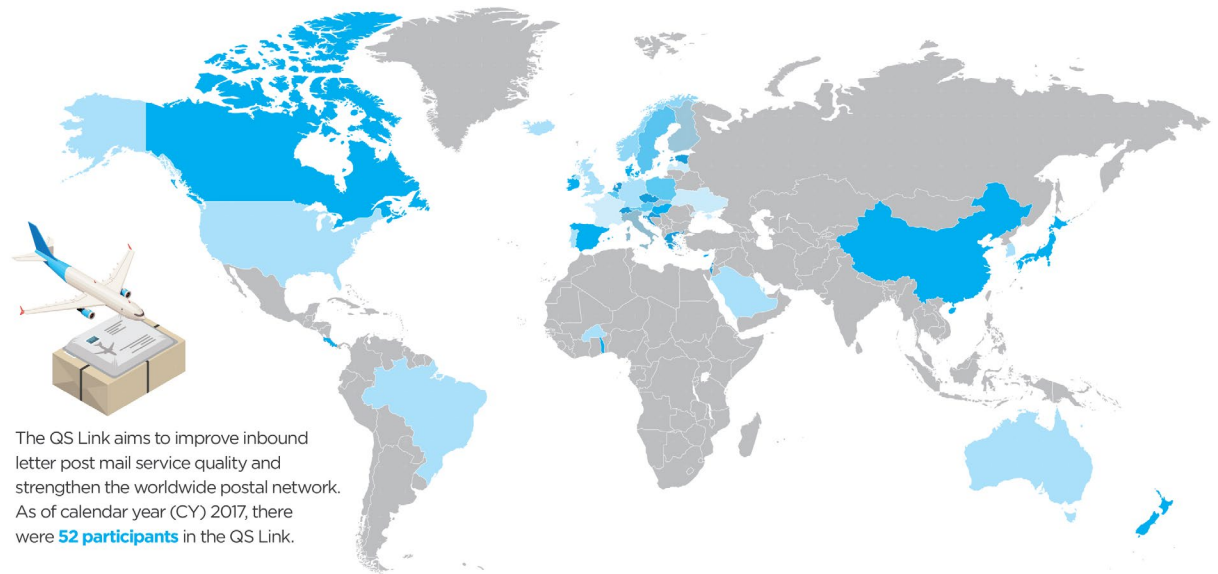 The QS Link aims to improve inbound
letter post mail service quality and
strengthen the worldwide postal network.
As of calendar year (CY) 2017, there
were 52 participants in the QS Link.